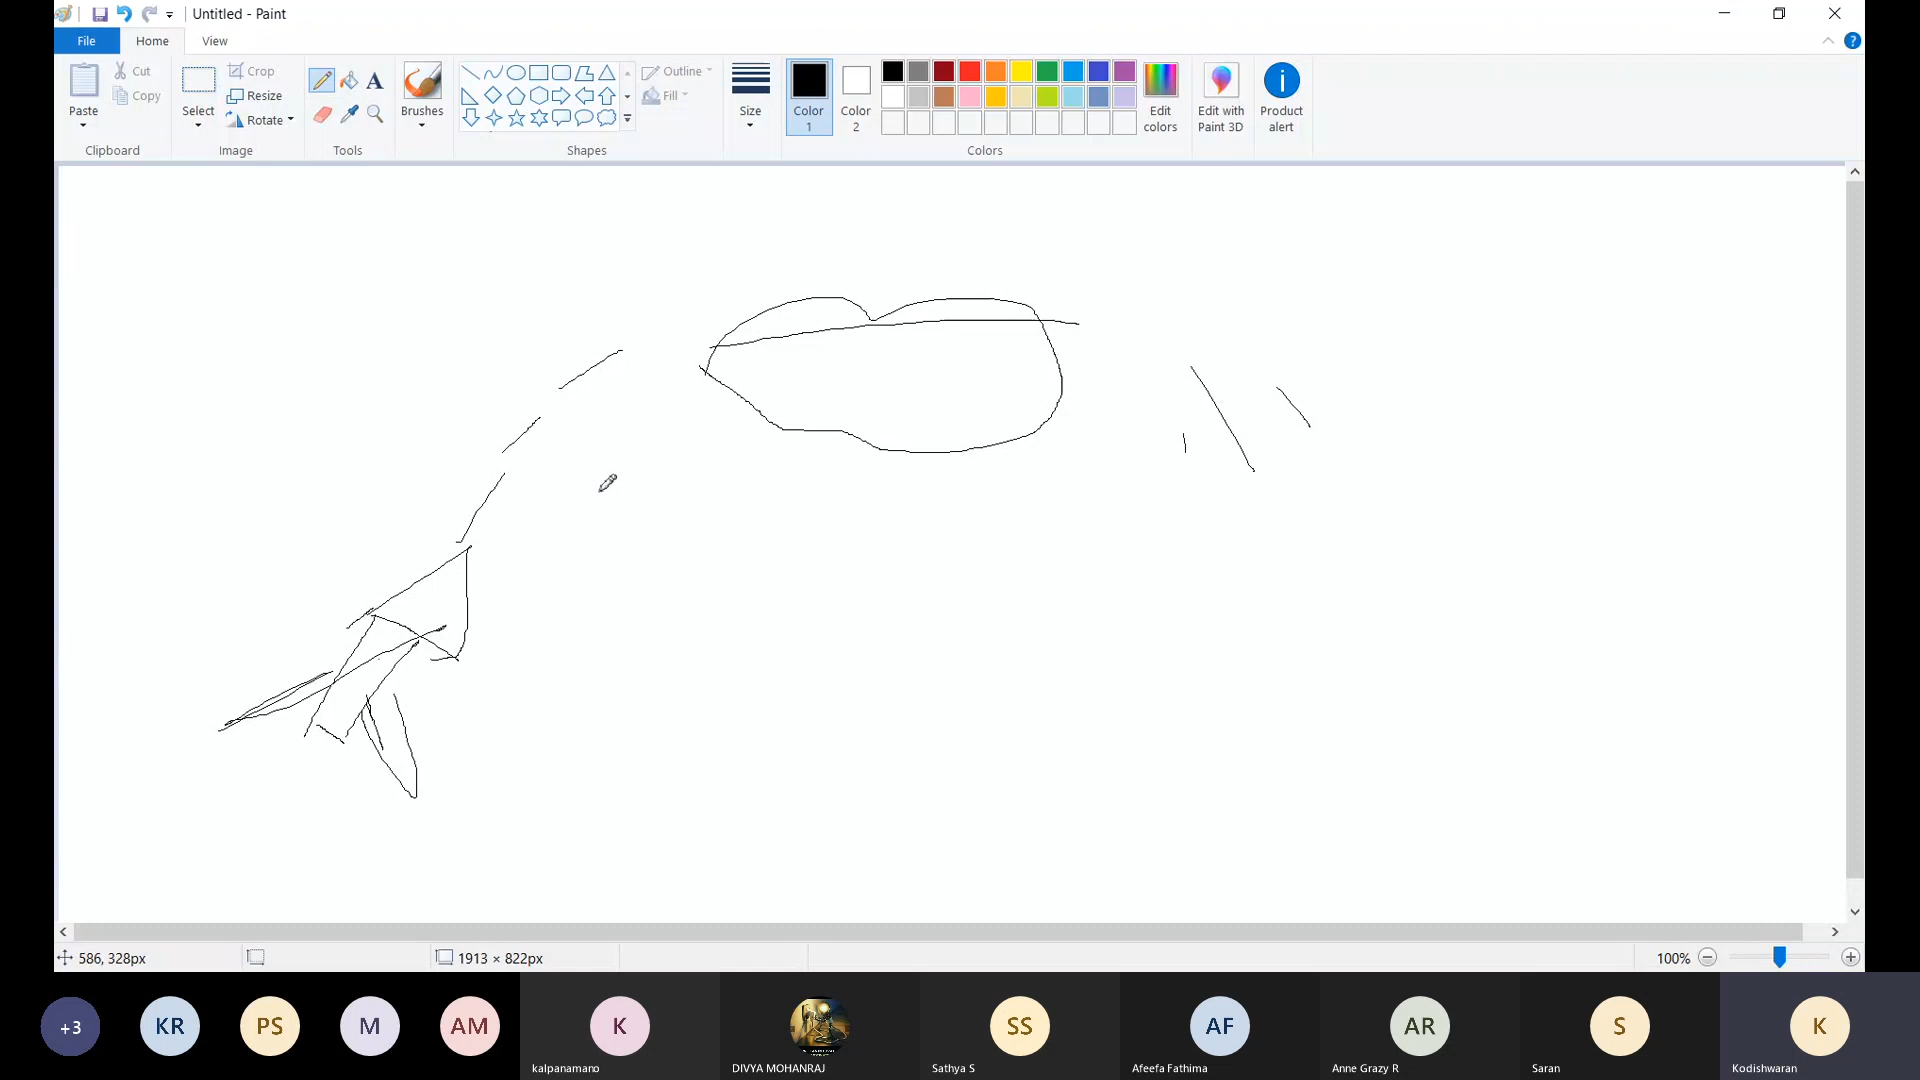 Untitled - Paint
File Home View
Paste
Cut
Copy
Clipboard
Select
Crop
Resize
Rotate
Image
A
Tools
Brushes
Shapes
Outline
Fill
Size
Color 1
Color 2
Edit colors
Colors
Edit with Paint 3D
Product alert
586, 328px
1913 × 822px
100%
+3 KR PS M AM K SS AF AR S K
kalpanamano DIVYA MOHANRAJ Sathya S Afeefa Fathima Anne Grazy R Saran Kodishwaran